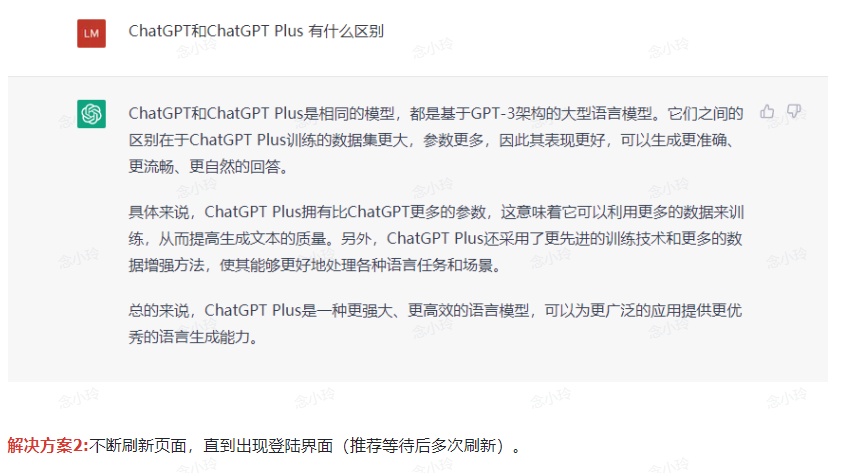 LM
ChatGPT和ChatGPT Plus 有什么区别
ChatGPT和ChatGPT Plus是相同的模型，都是基于GPT-3架构的大型语言模型。它们之间的
区别在于ChatGPT Plus训练的数据集更大，参数更多，因此其表现更好，可以生成更准确、
更流畅、更自然的回答。
具体来说，ChatGPT Plus拥有比ChatGPT更多的参数，这意味着它可以利用更多的数据来训
练，从而提高生成文本的质量。另外，ChatGPT Plus还采用了更先进的训练技术和更多的数
据增强方法，使其能够更好地处理各种语言任务和场景。
总的来说，ChatGPT Plus是一种更强大、更高效的语言模型，可以为更广泛的应用提供更优
秀的语言生成能力。
解决方案2:不断刷新页面，直到出现登陆界面（推荐等待后多次刷新）。
念小玲